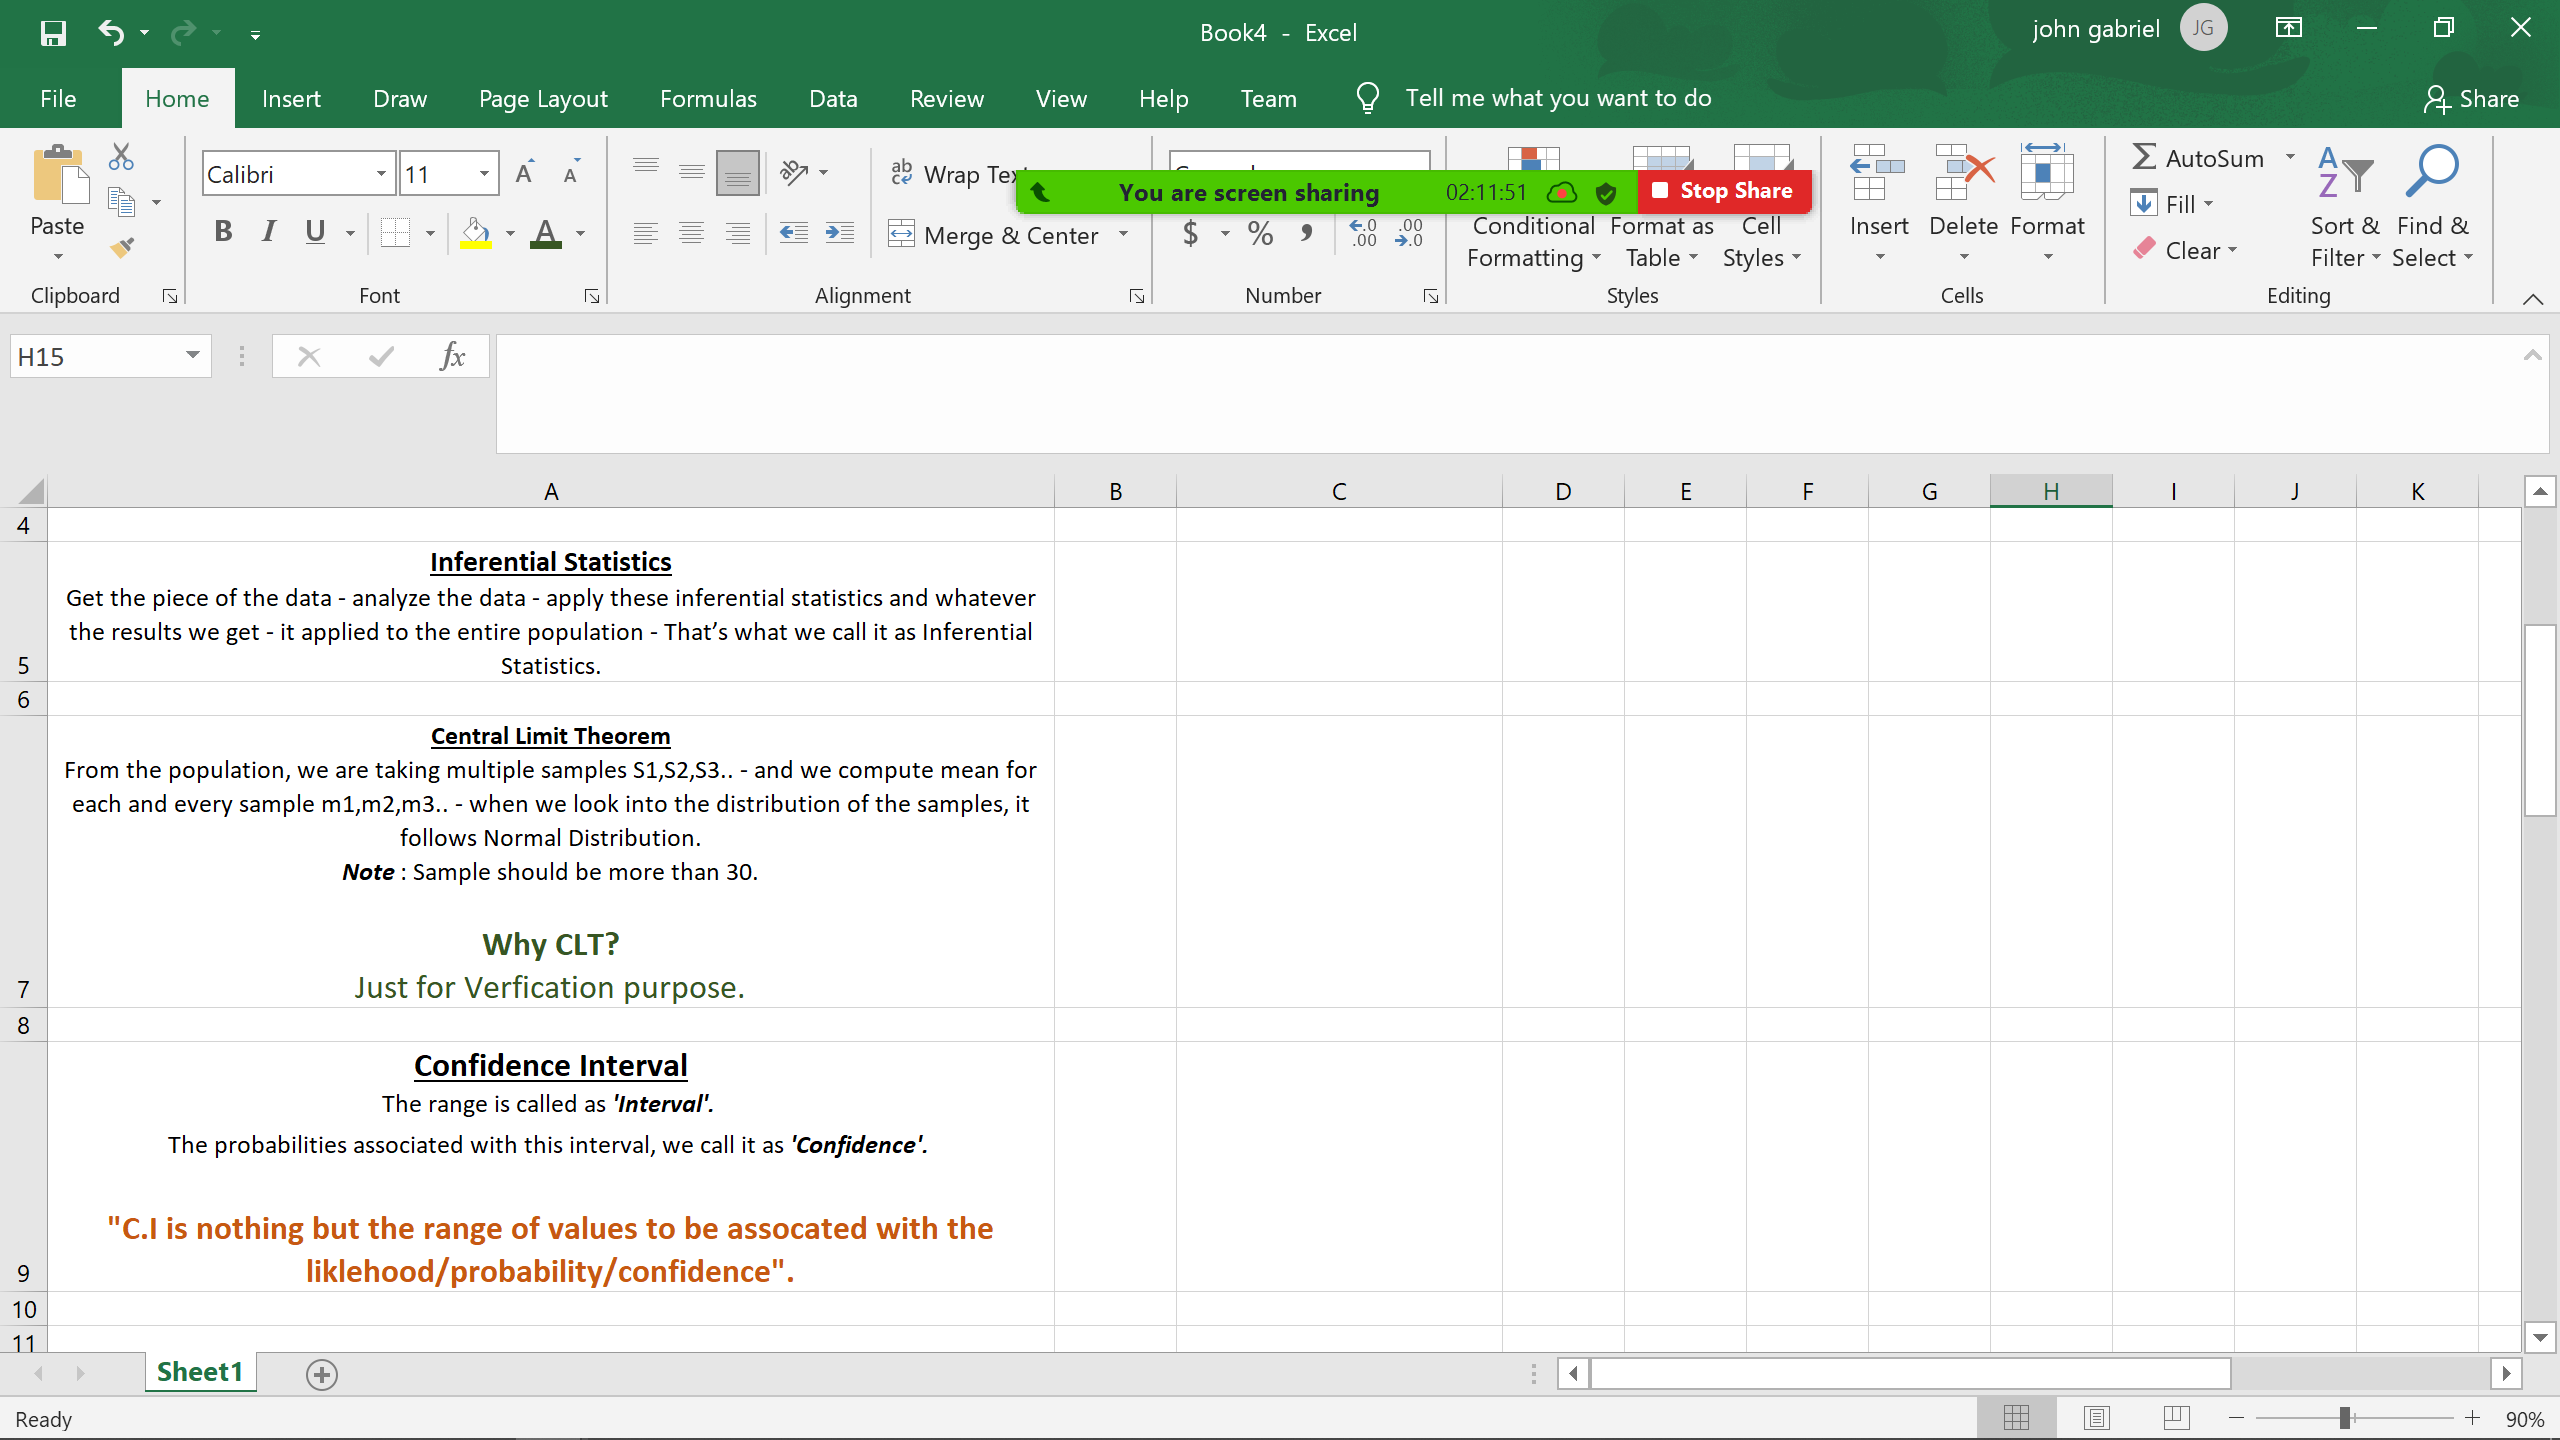 Book4 - Excel
john gabriel JG
File Home Insert Draw Page Layout Formulas Data Review View Help Team Tell me what you want to do Share
Paste
Clipboard
Calibri 11 A A
B I U A
Font
ab Wrap Tex
Merge & Center
Alignment
$ % , .0 .00 .00 .0
Number
You are screen sharing 02:11:51 Stop Share
Conditional Format as Cell
Formatting Table Styles
Styles
Insert Delete Format
Cells
AutoSum
Fill
Clear
A Z
Sort & Find &
Filter Select
Editing
H15 fx
A B C D E F G H I J K
4
Inferential Statistics
Get the piece of the data - analyze the data - apply these inferential statistics and whatever
the results we get - it applied to the entire population - That's what we call it as Inferential
5 Statistics.
6
Central Limit Theorem
From the population, we are taking multiple samples S1,S2,S3.. - and we compute mean for
each and every sample m1,m2,m3.. - when we look into the distribution of the samples, it
follows Normal Distribution.
Note : Sample should be more than 30.
Why CLT?
7 Just for Verfication purpose.
8
Confidence Interval
The range is called as 'Interval'.
The probabilities associated with this interval, we call it as 'Confidence'.
"C.I is nothing but the range of values to be assocated with the
9 liklehood/probability/confidence".
10
11
Sheet1
Ready 90%